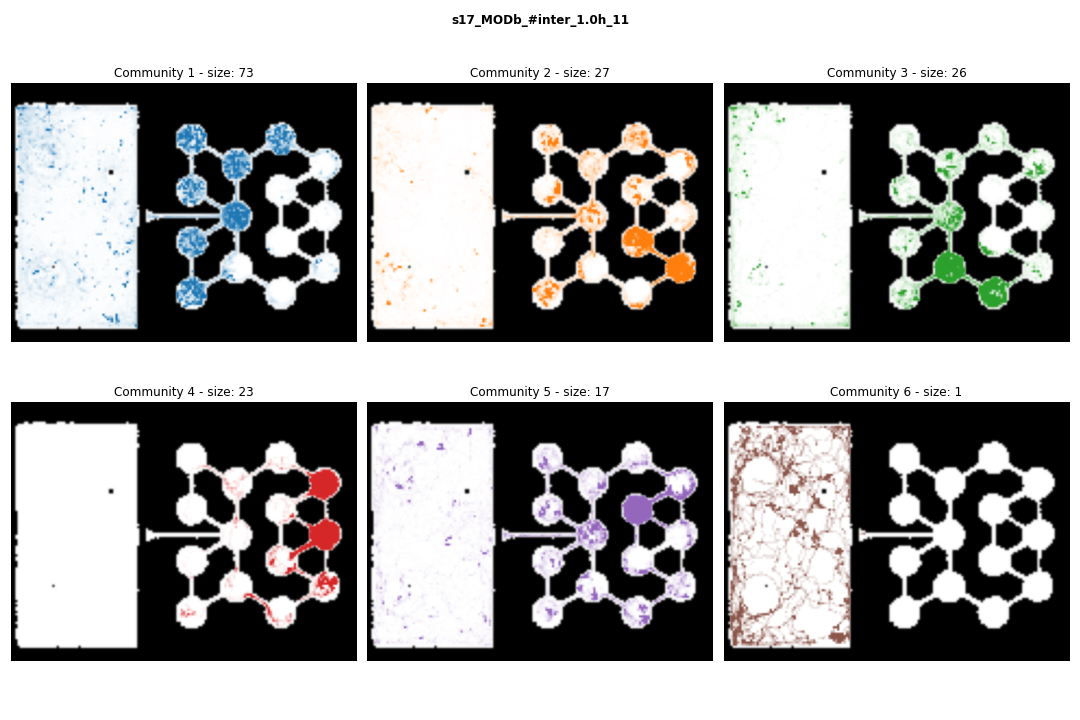 s17_MODb_#inter_1.0h_11
Community 1 - size: 73
Community 2 - size: 27
Community 3 - size: 26
Community 4 - size: 23
Community 5 - size: 17
Community 6 - size: 1